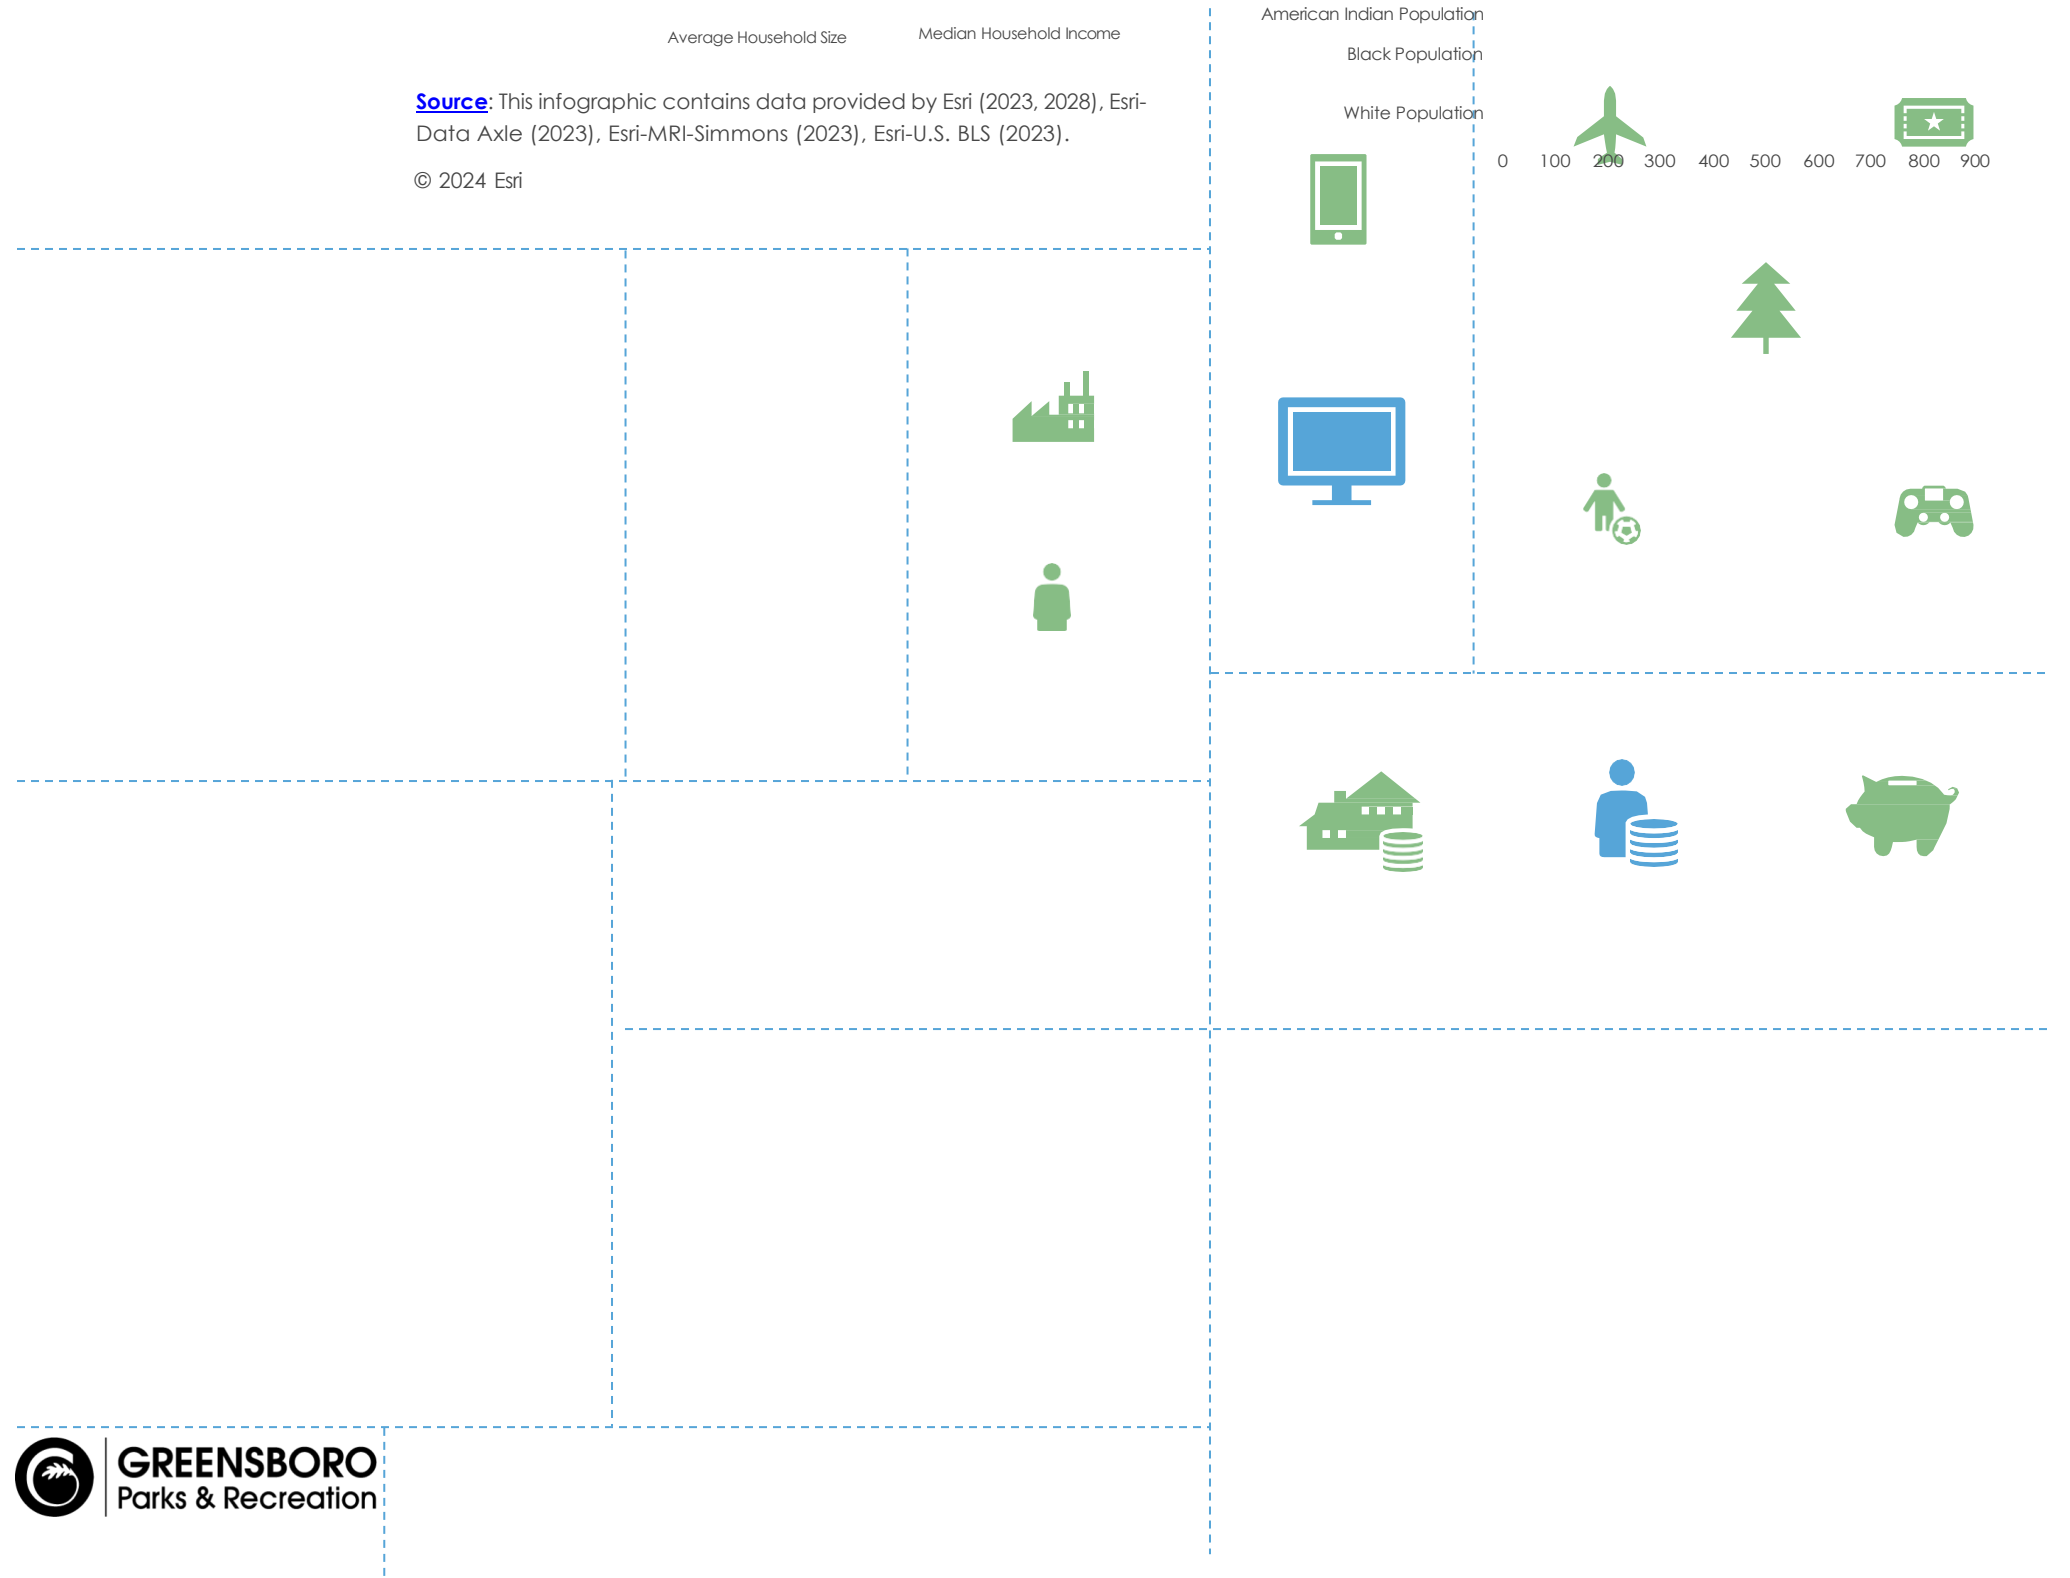 Average Household Size
Median Household Income
Source: This infographic contains data provided by Esri (2023, 2028), Esri-
Data Axle (2023), Esri-MRI-Simmons (2023), Esri-U.S. BLS (2023).
© 2024 Esri
American Indian Population
Black Population
White Population
0 100 200 300 400 500 600 700 800 900
GREENSBORO
Parks & Recreation